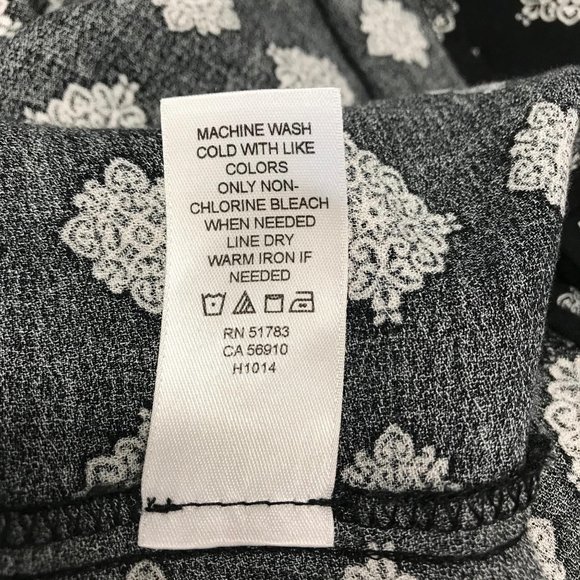 MACHINE WASH
COLD WITH LIKE
COLORS
ONLY NON-
CHLORINE BLEACH
WHEN NEEDED
LINE DRY
WARM IRON IF
NEEDED
RN 51783
CA 56910
H1014